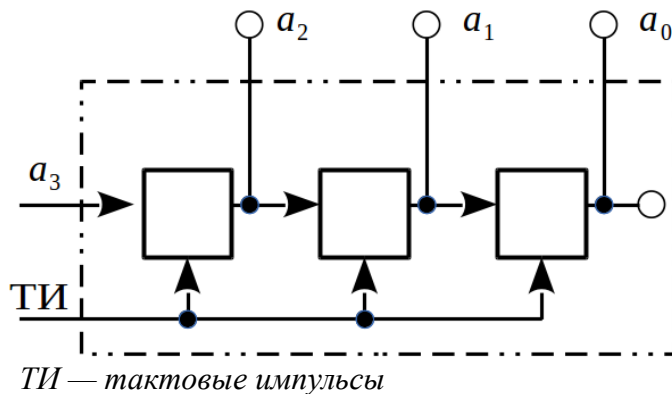 a₂ a₁ a₀
a₃
ТИ
ТИ — тактовые импульсы